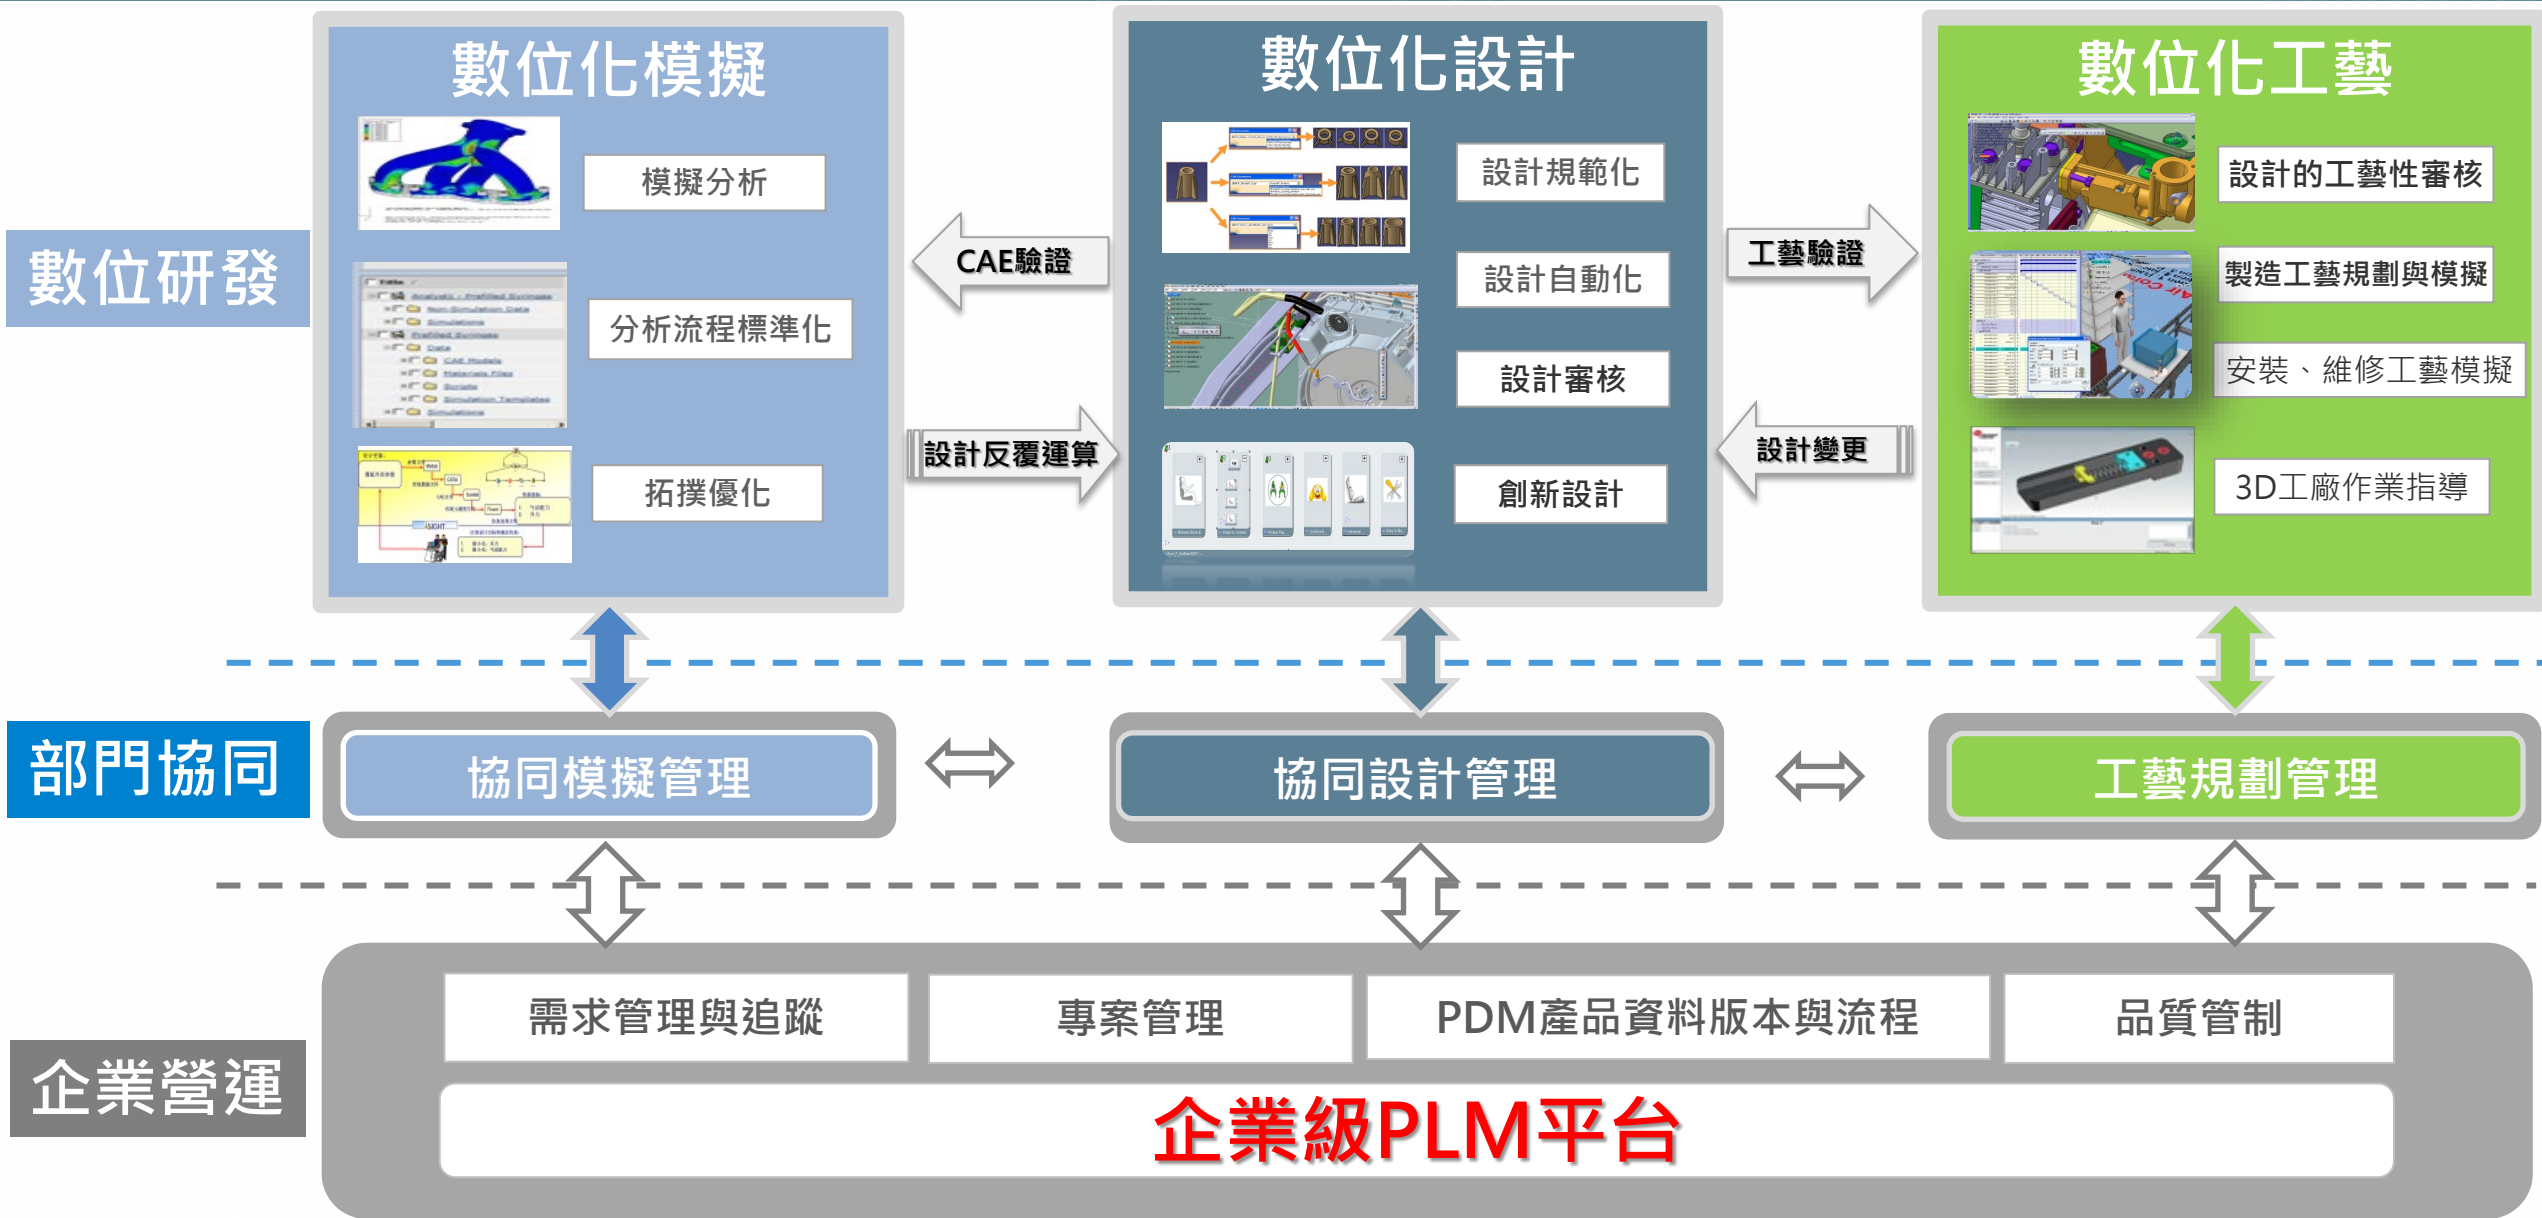 數位化模擬
模擬分析
分析流程標準化
拓撲優化
CAE驗證
設計反覆運算
數位化設計
設計規範化
設計自動化
設計審核
創新設計
工藝驗證
設計變更
數位化工藝
設計的工藝性審核
製造工藝規劃與模擬
安裝、維修工藝模擬
3D工廠作業指導
數位研發
部門協同
協同模擬管理
協同設計管理
工藝規劃管理
企業營運
需求管理與追蹤
專案管理
PDM產品資料版本與流程
品質管制
企業級PLM平台